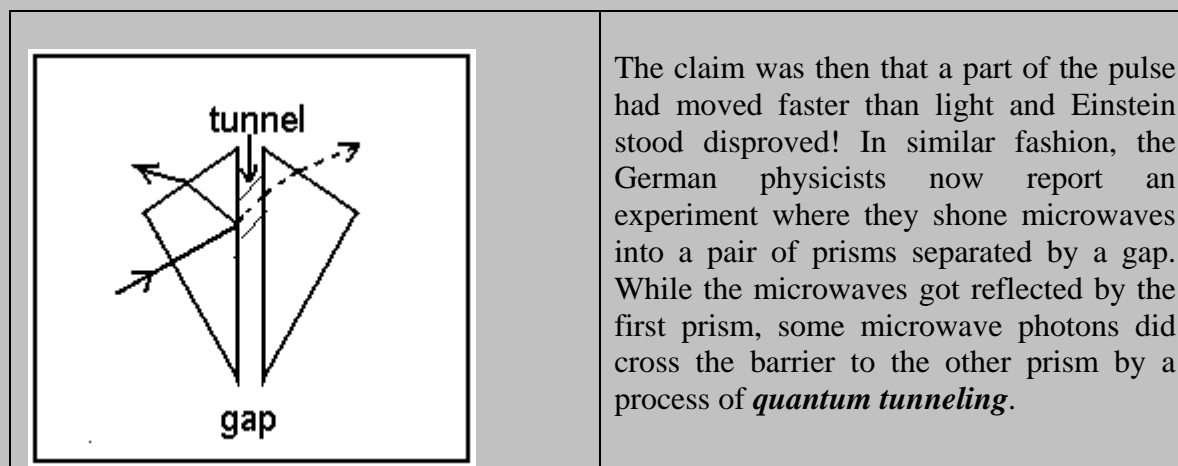 tunnel
gap
The claim was then that a part of the pulse
had moved faster than light and Einstein
stood disproved! In similar fashion, the
German physicists now report an
experiment where they shone microwaves
into a pair of prisms separated by a gap.
While the microwaves got reflected by the
first prism, some microwave photons did
cross the barrier to the other prism by a
process of quantum tunneling.